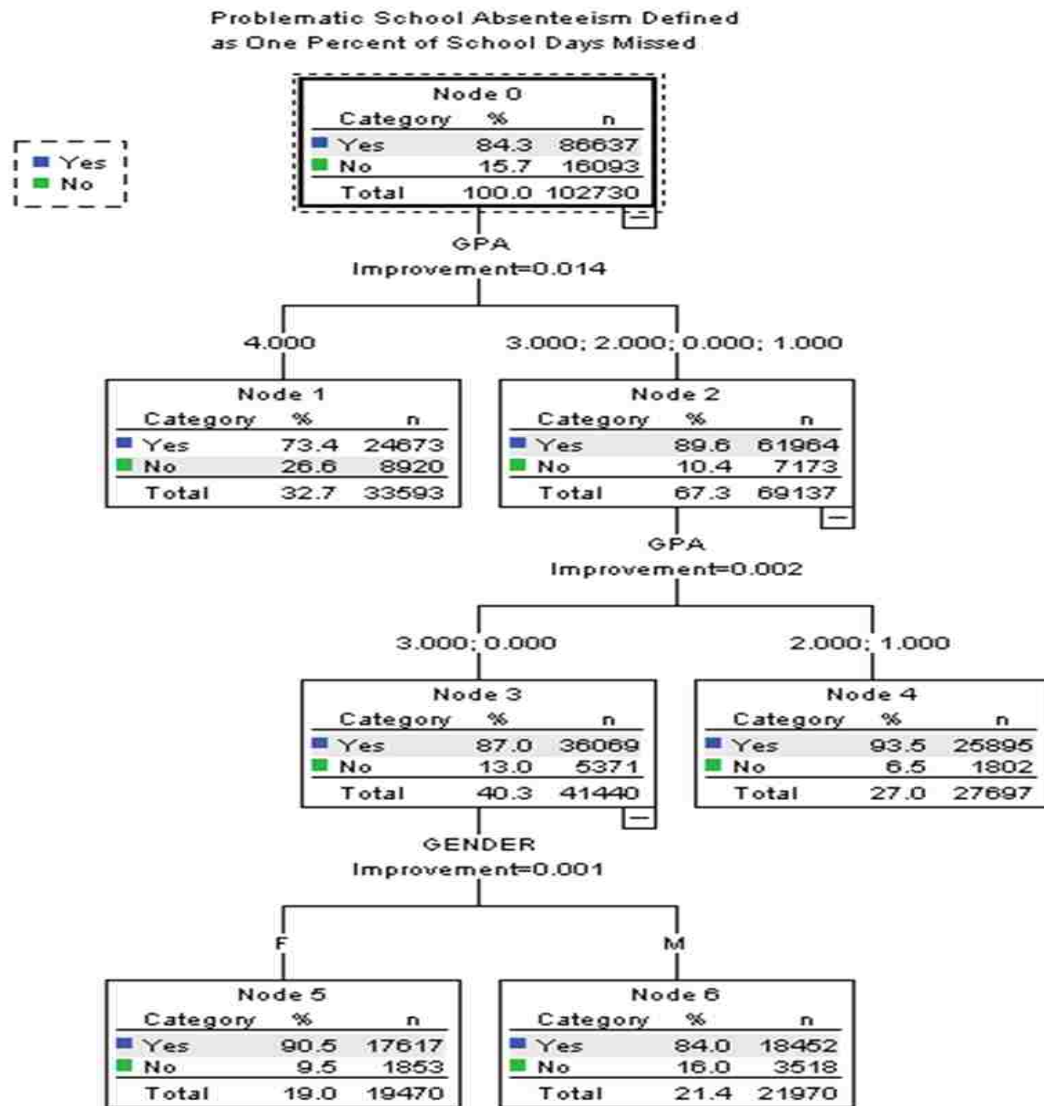 Problematic School Absenteeism Defined
as One Percent of School Days Missed
Yes
No
Node 0
Category % n
Yes 84.3 86637
No 15.7 16093
Total 100.0 102730
GPA
Improvement=0.014
4.000
3.000; 2.000; 0.000; 1.000
Node 1
Category % n
Yes 73.4 24673
No 26.6 8920
Total 32.7 33593
Node 2
Category % n
Yes 89.6 61964
No 10.4 7173
Total 67.3 69137
GPA
Improvement=0.002
3.000; 0.000
2.000; 1.000
Node 3
Category % n
Yes 87.0 36069
No 13.0 5371
Total 40.3 41440
Node 4
Category % n
Yes 93.5 25895
No 6.5 1802
Total 27.0 27697
GENDER
Improvement=0.001
F
M
Node 5
Category % n
Yes 90.5 17617
No 9.5 1853
Total 19.0 19470
Node 6
Category % n
Yes 84.0 18452
No 16.0 3518
Total 21.4 21970